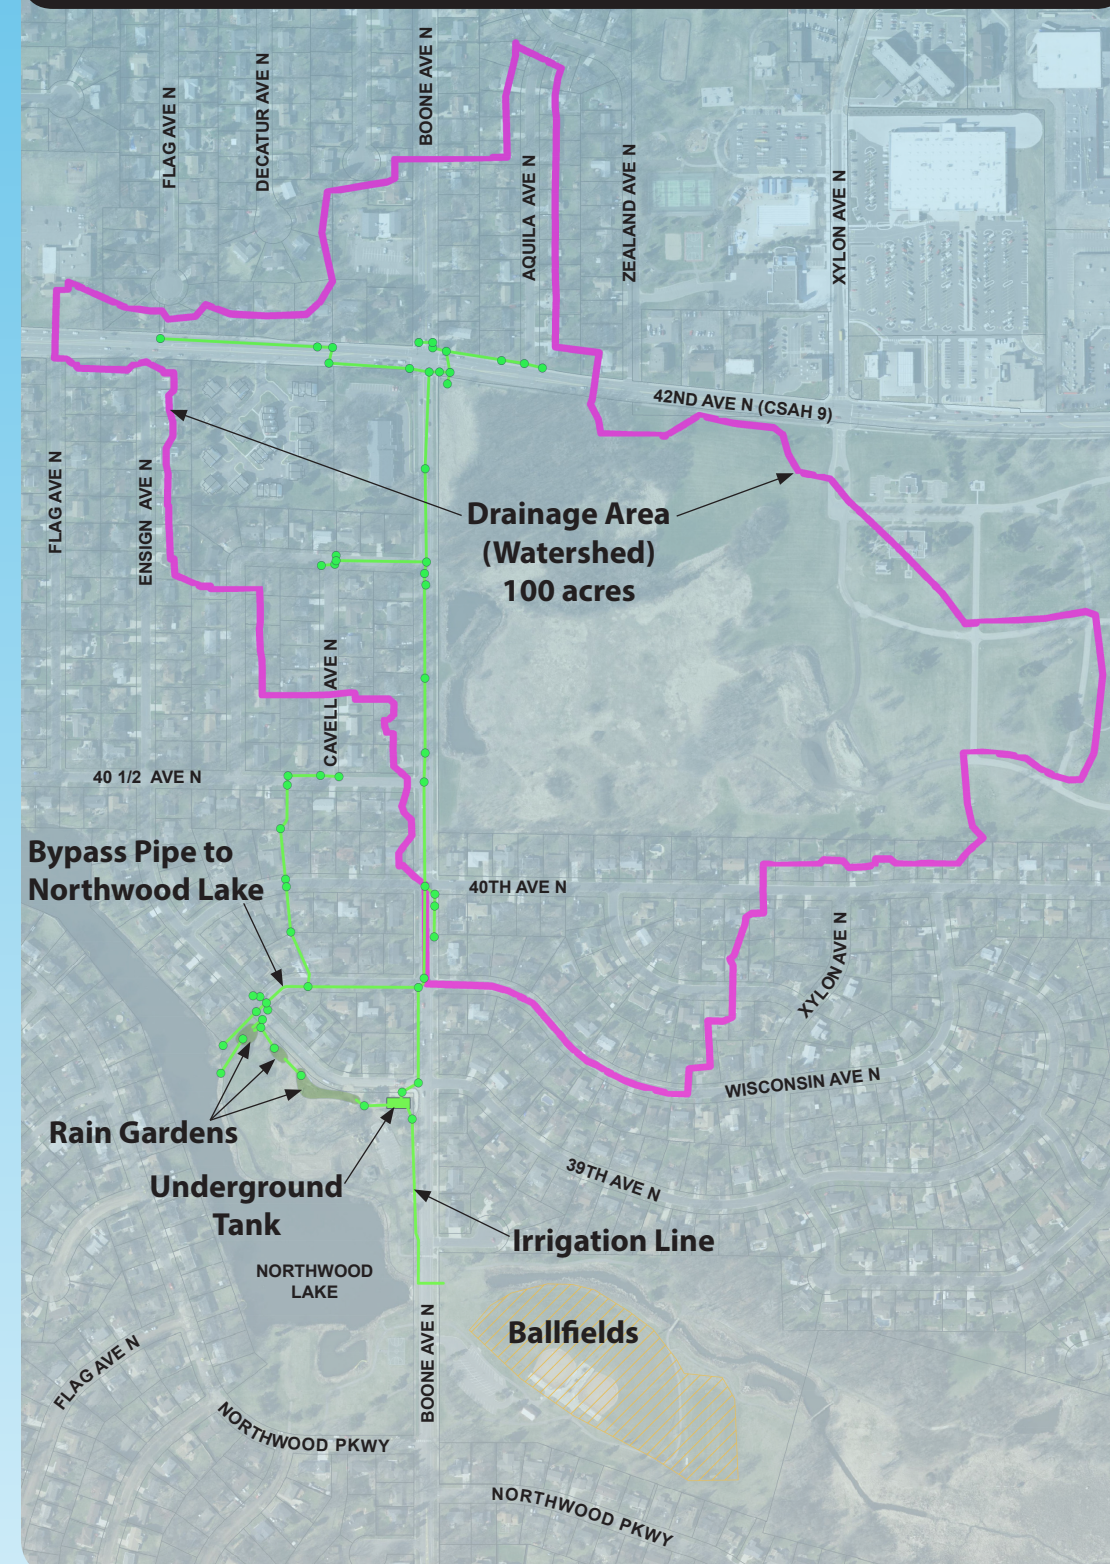 BOONE AVE N
DECATUR AVE N
FLAG AVE N
AQUILA AVE N
ZEALAND AVE N
XYLON AVE N
42ND AVE N (CSAH 9)
FLAG AVE N
ENSIGN AVE N
Drainage Area
(Watershed)
100 acres
CAVELL AVE N
40 1/2 AVE N
Bypass Pipe to
Northwood Lake
40TH AVE N
XYLON AVE N
WISCONSIN AVE N
Rain Gardens
39TH AVE N
Underground
Tank
Irrigation Line
NORTHWOOD
LAKE
Ballfields
BOONE AVE N
FLAG AVE N
NORTHWOOD PKWY
NORTHWOOD PKWY